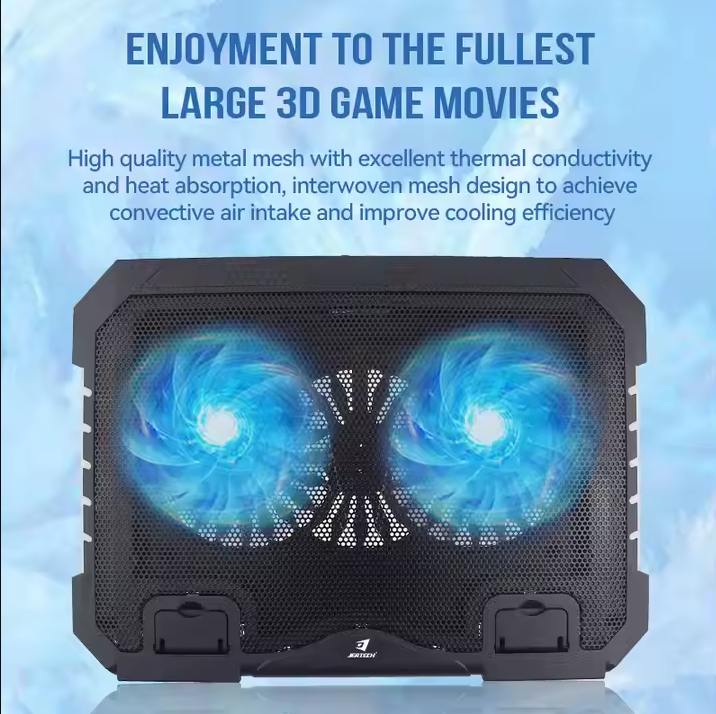 ENJOYMENT TO THE FULLEST
LARGE 3D GAME MOVIES
High quality metal mesh with excellent thermal conductivity
and heat absorption, interwoven mesh design to achieve
convective air intake and improve cooling efficiency
JERTECH